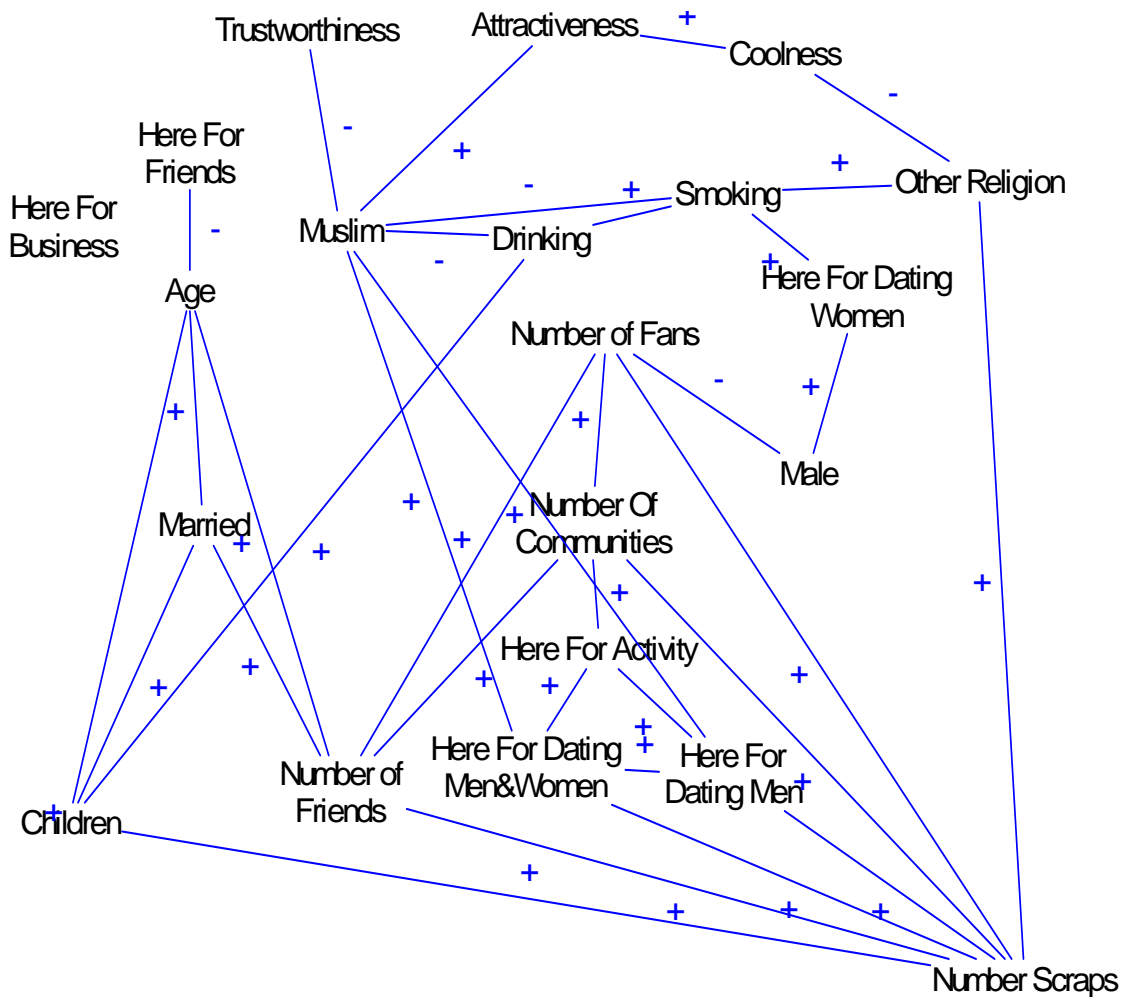 Trustworthiness
Attractiveness
+
Coolness
-
Here For
Friends
-
+
+
Other Religion
-
+
Smoking
Here For
Business
Muslim
Drinking
-
-
+
Here For Dating
Women
Age
Number of Fans
-
+
+
+
Male
Married
+
+
+
+
+
Number Of
Communities
+
+
+
Here For Activity
+
+
+
+
+
+
+
Here For Dating
Men&Women
Here For
Dating Men
+
Number of
Friends
+
Children
+
+
+
+
Number Scraps